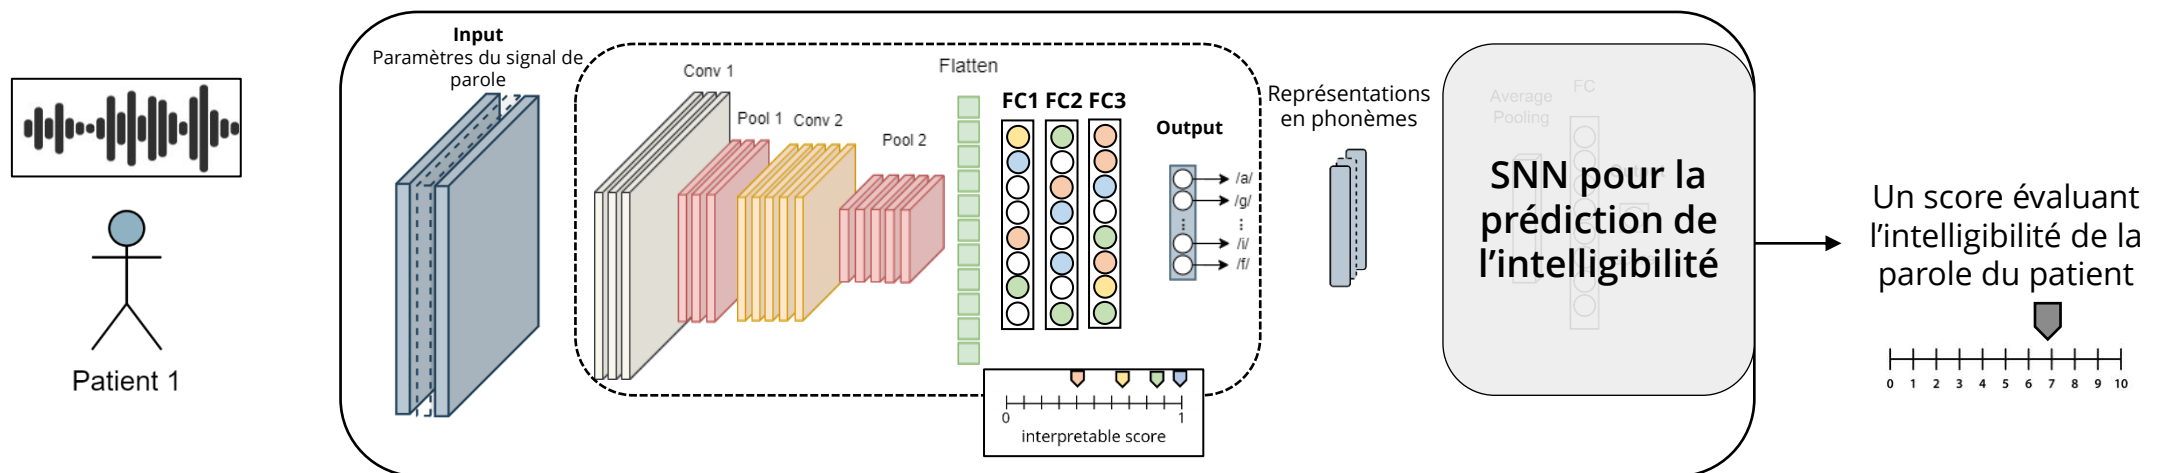 Patient 1
Input
Paramètres du signal de
parole
Conv 1
Pool 1
Conv 2
Pool 2
Flatten
FC1 FC2 FC3
Output
/a/
/g/
/i/
/f/
0
1
interpretable score
Représentations
en phonèmes
Average
Pooling
FC
SNN pour la
prédiction de
l'intelligibilité
Un score évaluant
l'intelligibilité de la
parole du patient
0 1 2 3 4 5 6 7 8 9 10